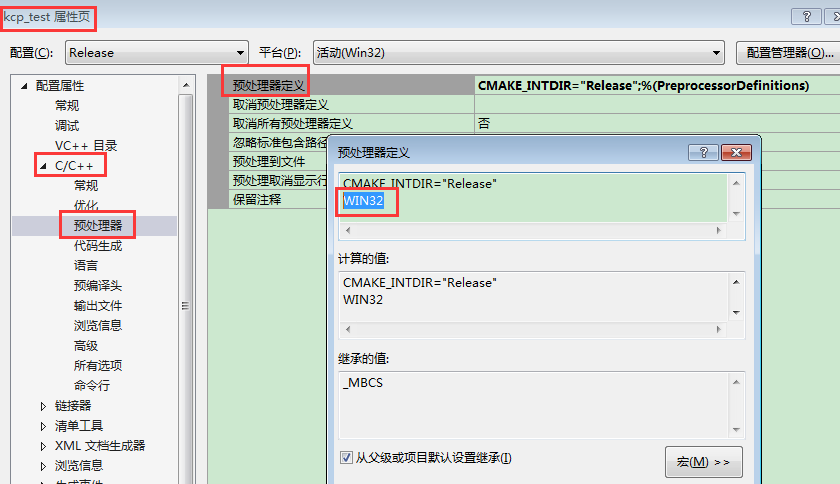 kcp_test 属性页
配置(C):
Release
平台(P):
活动(Win32)
配置管理器(O)...
配置属性
常规
调试
VC++ 目录
C/C++
常规
优化
预处理器
代码生成
语言
预编译头
输出文件
浏览信息
高级
所有选项
命令行
链接器
清单工具
XML 文档生成器
浏览信息
生成事件
预处理器定义
CMAKE_INTDIR="Release";%(PreprocessorDefinitions)
取消预处理器定义
取消所有预处理器定义
否
忽略标准包含路径
预处理到文件
预处理取消显示行
保留注释
预处理器定义
CMAKE_INTDIR="Release"
WIN32
计算的值:
CMAKE_INTDIR="Release"
WIN32
继承的值:
_MBCS
从父级或项目默认设置继承(I)
宏(M) >>